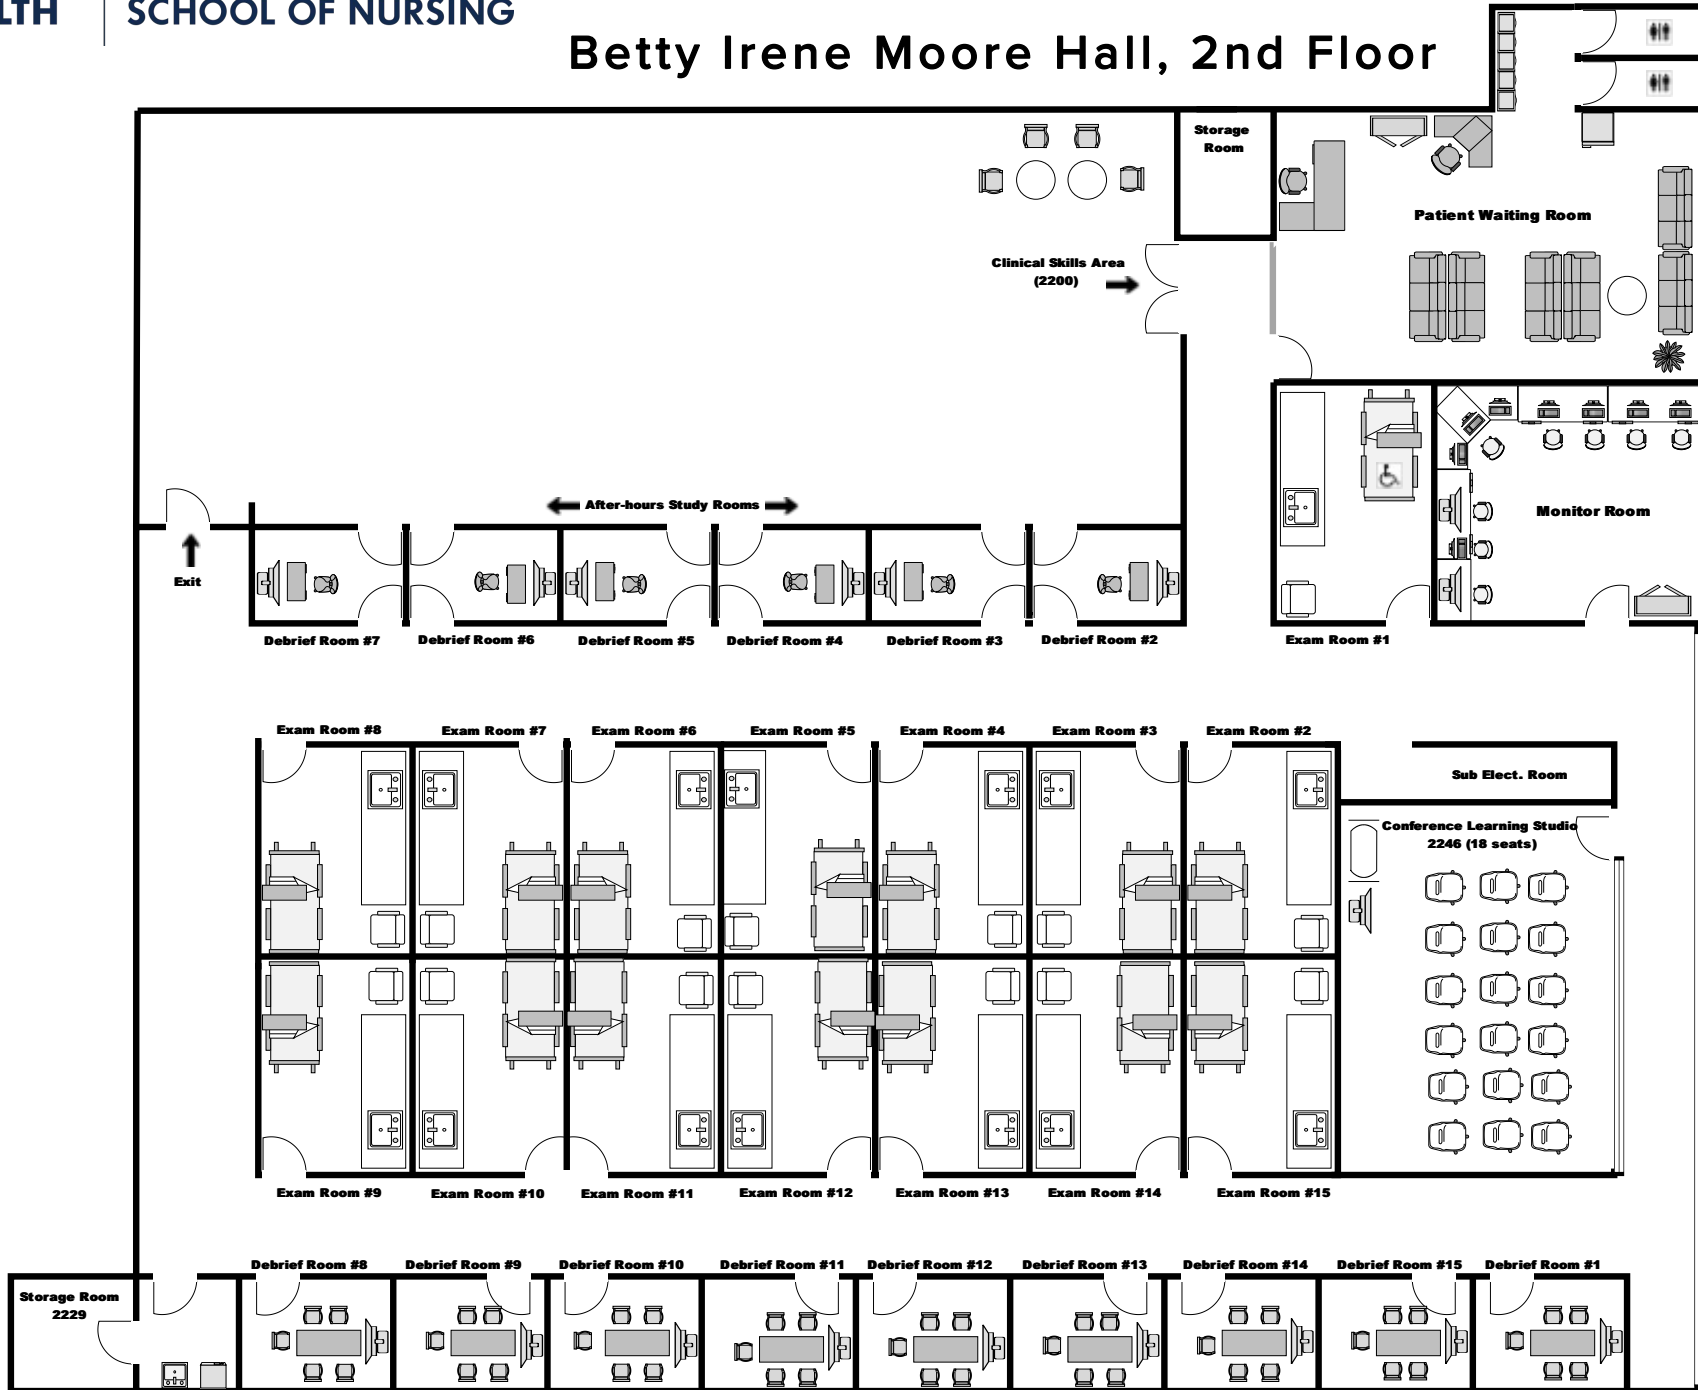 LTH
SCHOOL OF NURSING
Betty Irene Moore Hall, 2nd Floor
Storage
Room
Patient Waiting Room
Clinical Skills Area
(2200)
After-hours Study Rooms
Monitor Room
Exit
Debrief Room #7
Debrief Room #6
Debrief Room #5
Debrief Room #4
Debrief Room #3
Debrief Room #2
Exam Room #1
Exam Room #8
Exam Room #7
Exam Room #6
Exam Room #5
Exam Room #4
Exam Room #3
Exam Room #2
Sub Elect. Room
Conference Learning Studio
2246 (18 seats)
Exam Room #9
Exam Room #10
Exam Room #11
Exam Room #12
Exam Room #13
Exam Room #14
Exam Room #15
Debrief Room #8
Debrief Room #9
Debrief Room #10
Debrief Room #11
Debrief Room #12
Debrief Room #13
Debrief Room #14
Debrief Room #15
Debrief Room #1
Storage Room
2229